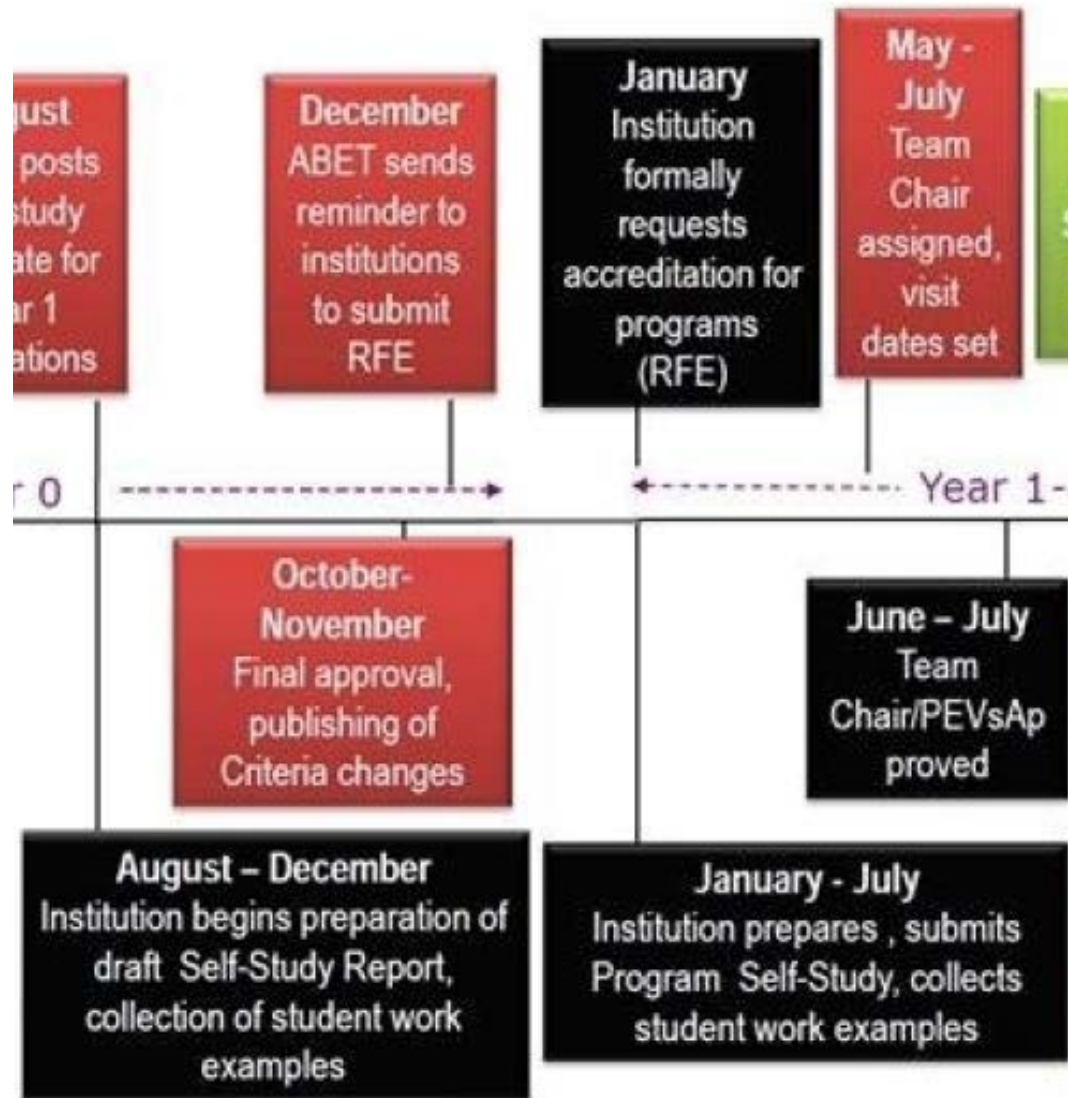 gust
posts
study
ate for
ar 1
ations
December
ABET sends
reminder to
institutions
to submit
RFE
January
Institution
formally
requests
accreditation for
programs
(RFE)
May -
July
Team
Chair
assigned,
visit
dates set
r 0
Year 1-
October-
November
Final approval,
publishing of
Criteria changes
June – July
Team
Chair/PEVsAp
proved
August – December
Institution begins preparation of
draft Self-Study Report,
collection of student work
examples
January - July
Institution prepares , submits
Program Self-Study, collects
student work examples